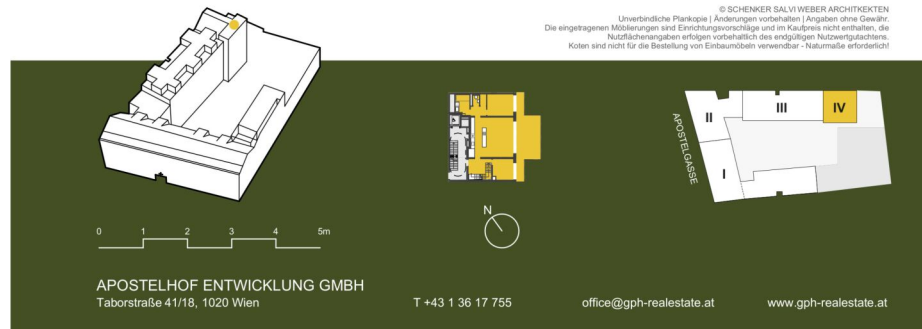 © SCHENKER SALVI WEBER ARCHITKEKTEN
Unverbindliche Plankopie | Änderungen vorbehalten | Angaben ohne Gewähr.
Die eingetragenen Möblierungen sind Einrichtungsvorschläge und im Kaufpreis nicht enthalten, die
Nutzflächenangaben erfolgen vorbehaltlich des endgültigen Nutzwertgutachtens.
Koten sind nicht für die Bestellung von Einbaumöbeln verwendbar - Naturmaße erforderlich!
II
III
IV
I
APOSTELGASSE
N
0 1 2 3 4 5m
APOSTELHOF ENTWICKLUNG GMBH
Taborstraße 41/18, 1020 Wien
T +43 1 36 17 755
office@gph-realestate.at
www.gph-realestate.at